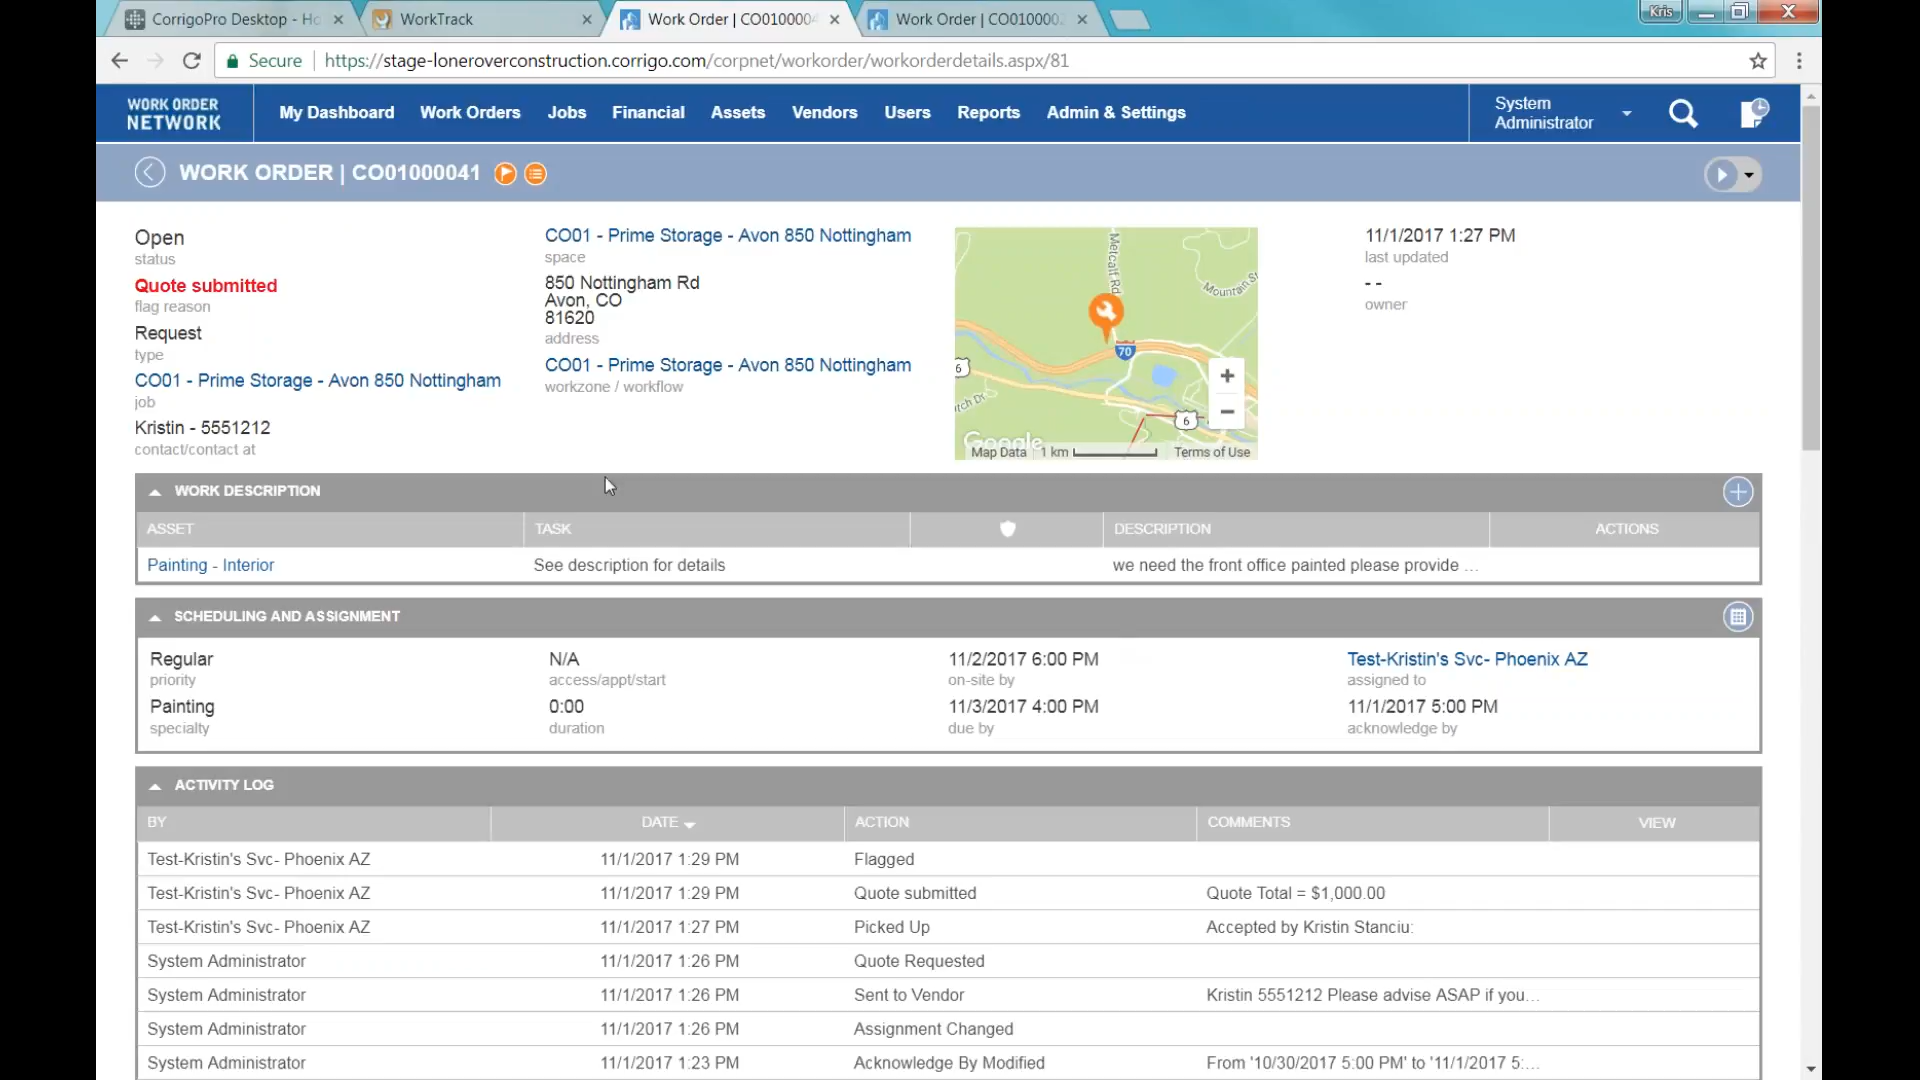 CorrigoPro Desktop - Ho
WorkTrack
Work Order | CO0100004
Work Order | CO010000
Kris
Secure
https://stage-loneroverconstruction.corrigo.com/corpnet/workorder/workorderdetails.aspx/81
WORK ORDER
NETWORK
My Dashboard
Work Orders
Jobs
Financial
Assets
Vendors
Users
Reports
Admin & Settings
System
Administrator
WORK ORDER | CO01000041
Open
status
Quote submitted
flag reason
Request
type
CO01 - Prime Storage - Avon 850 Nottingham
job
Kristin - 5551212
contact/contact at
CO01 - Prime Storage - Avon 850 Nottingham
space
850 Nottingham Rd
Avon, CO
81620
address
CO01 - Prime Storage - Avon 850 Nottingham
workzone / workflow
Metcalf Rd
Mountain St
70
6
6
rch Dr
+
−
Google
Map Data
1 km
Terms of Use
11/1/2017 1:27 PM
last updated
- -
owner
WORK DESCRIPTION
ASSET
TASK
DESCRIPTION
ACTIONS
Painting - Interior
See description for details
we need the front office painted please provide ...
SCHEDULING AND ASSIGNMENT
Regular
priority
N/A
access/appt/start
11/2/2017 6:00 PM
on-site by
Test-Kristin's Svc- Phoenix AZ
assigned to
Painting
specialty
0:00
duration
11/3/2017 4:00 PM
due by
11/1/2017 5:00 PM
acknowledge by
ACTIVITY LOG
BY
DATE
ACTION
COMMENTS
VIEW
Test-Kristin's Svc- Phoenix AZ
11/1/2017 1:29 PM
Flagged
Test-Kristin's Svc- Phoenix AZ
11/1/2017 1:29 PM
Quote submitted
Quote Total = $1,000.00
Test-Kristin's Svc- Phoenix AZ
11/1/2017 1:27 PM
Picked Up
Accepted by Kristin Stanciu:
System Administrator
11/1/2017 1:26 PM
Quote Requested
System Administrator
11/1/2017 1:26 PM
Sent to Vendor
Kristin 5551212 Please advise ASAP if you...
System Administrator
11/1/2017 1:26 PM
Assignment Changed
System Administrator
11/1/2017 1:23 PM
Acknowledge By Modified
From '10/30/2017 5:00 PM' to '11/1/2017 5:...